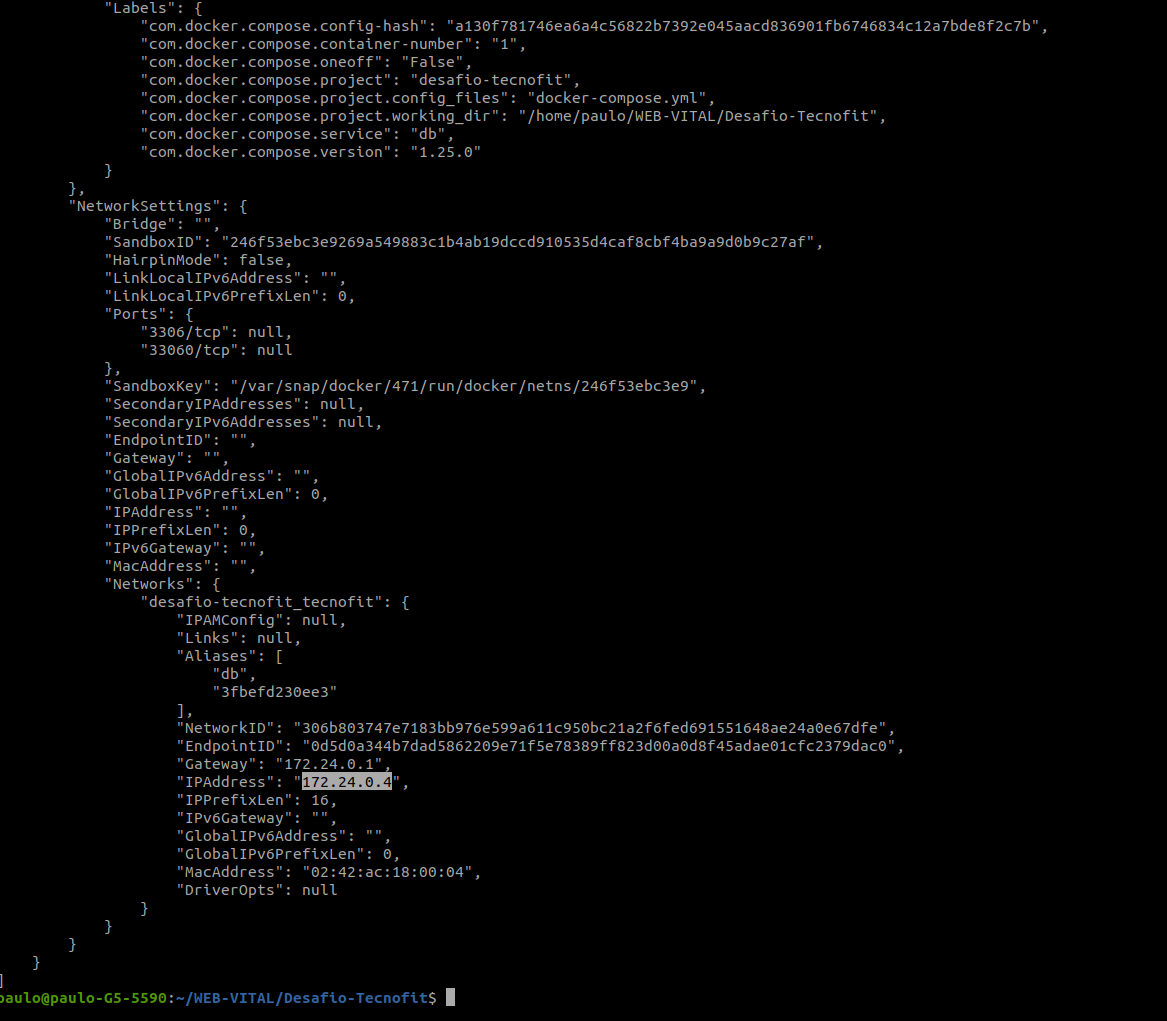 "Labels": {
"com.docker.compose.config-hash": "a130f781746ea6a4c56822b7392e045aacd836901fb6746834c12a7bde8f2c7b",
"com.docker.compose.container-number": "1",
"com.docker.compose.oneoff": "False",
"com.docker.compose.project": "desafio-tecnofit",
"com.docker.compose.project.config_files": "docker-compose.yml",
"com.docker.compose.project.working_dir": "/home/paulo/WEB-VITAL/Desafio-Tecnofit",
"com.docker.compose.service": "db",
"com.docker.compose.version": "1.25.0"
}
},
"NetworkSettings": {
"Bridge": "",
"SandboxID": "246f53ebc3e9269a549883c1b4ab19dccd910535d4caf8cbf4ba9a9d0b9c27af",
"HairpinMode": false,
"LinkLocalIPv6Address": "",
"LinkLocalIPv6PrefixLen": 0,
"Ports": {
"3306/tcp": null,
"33060/tcp": null
},
"SandboxKey": "/var/snap/docker/471/run/docker/netns/246f53ebc3e9",
"SecondaryIPAddresses": null,
"SecondaryIPv6Addresses": null,
"EndpointID": "",
"Gateway": "",
"GlobalIPv6Address": "",
"GlobalIPv6PrefixLen": 0,
"IPAddress": "",
"IPPrefixLen": 0,
"IPv6Gateway": "",
"MacAddress": "",
"Networks": {
"desafio-tecnofit_tecnofit": {
"IPAMConfig": null,
"Links": null,
"Aliases": [
"db",
"3fbefd230ee3"
],
"NetworkID": "306b803747e7183bb976e599a611c950bc21a2f6fed691551648ae24a0e67dfe",
"EndpointID": "0d5d0a344b7dad5862209e71f5e78389ff823d00a0d8f45adae01cfc2379dac0",
"Gateway": "172.24.0.1",
"IPAddress": "172.24.0.4",
"IPPrefixLen": 16,
"IPv6Gateway": "",
"GlobalIPv6Address": "",
"GlobalIPv6PrefixLen": 0,
"MacAddress": "02:42:ac:18:00:04",
"DriverOpts": null
}
}
}
}
]
paulo@paulo-G5-5590:~/WEB-VITAL/Desafio-Tecnofit$